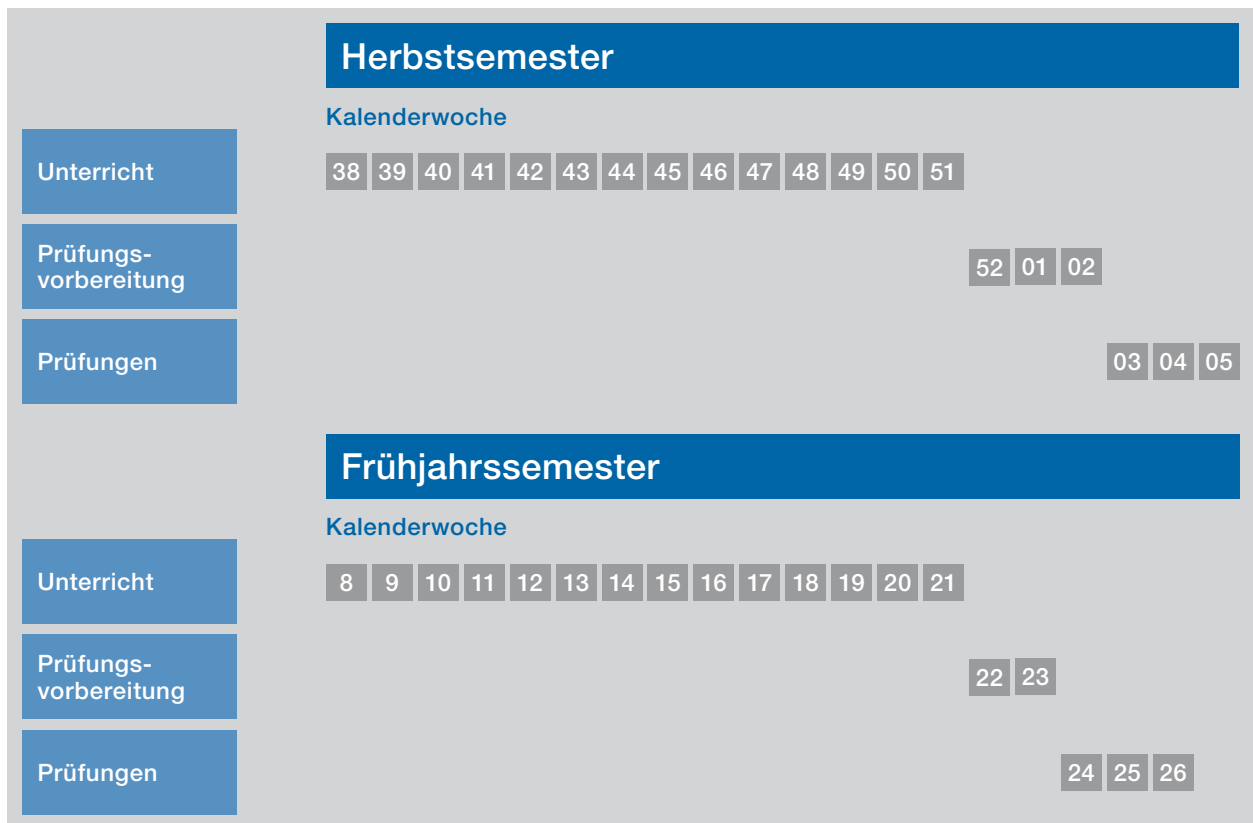 Herbstsemester
Kalenderwoche
Unterricht
38 39 40 41 42 43 44 45 46 47 48 49 50 51
Prüfungs-
vorbereitung
52 01 02
Prüfungen
03 04 05
Frühjahrssemester
Kalenderwoche
Unterricht
8 9 10 11 12 13 14 15 16 17 18 19 20 21
Prüfungs-
vorbereitung
22 23
Prüfungen
24 25 26